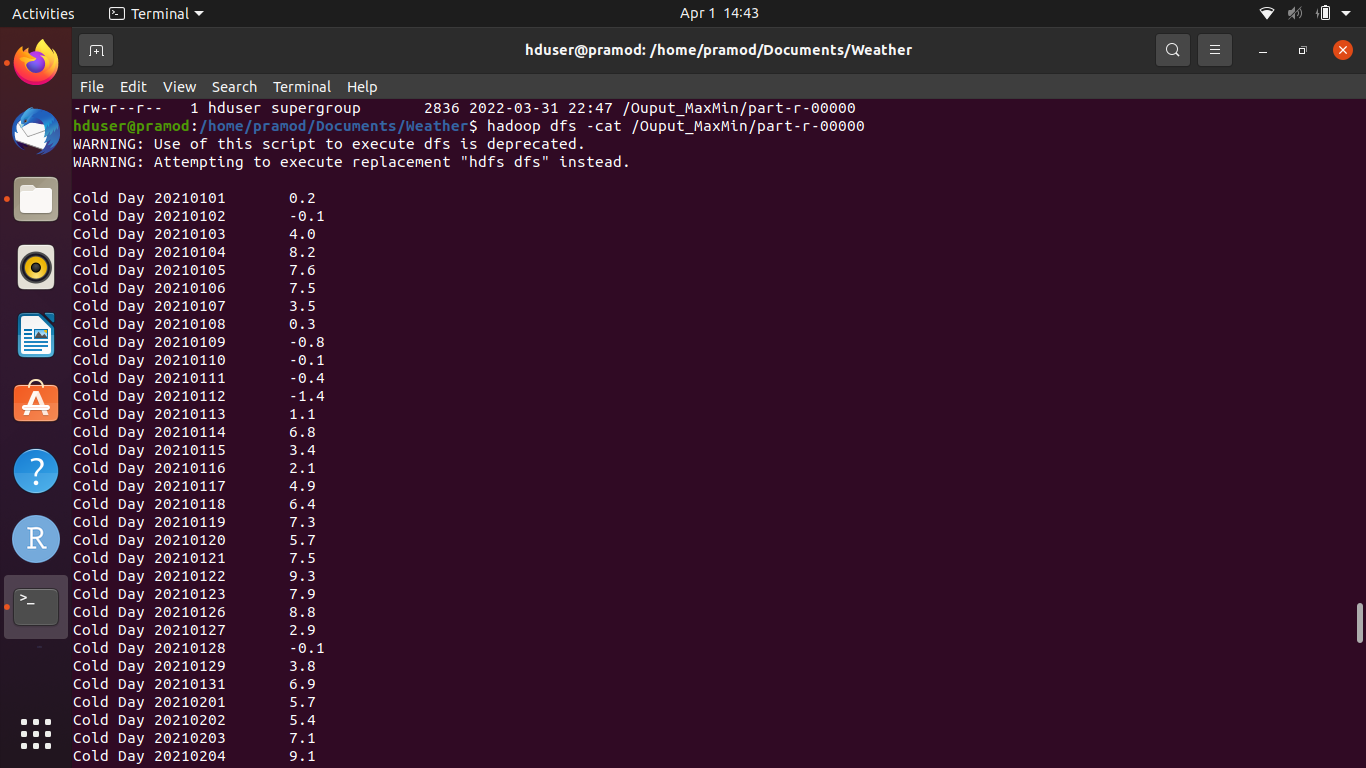 Activities
Terminal
Apr 1 14:43
hduser@pramod: /home/pramod/Documents/Weather
File Edit View Search Terminal Help
-rw-r--r--   1 hduser supergroup       2836 2022-03-31 22:47 /Ouput_MaxMin/part-r-00000
hduser@pramod:/home/pramod/Documents/Weather$ hadoop dfs -cat /Ouput_MaxMin/part-r-00000
WARNING: Use of this script to execute dfs is deprecated.
WARNING: Attempting to execute replacement "hdfs dfs" instead.
Cold Day 20210101       0.2
Cold Day 20210102       -0.1
Cold Day 20210103       4.0
Cold Day 20210104       8.2
Cold Day 20210105       7.6
Cold Day 20210106       7.5
Cold Day 20210107       3.5
Cold Day 20210108       0.3
Cold Day 20210109       -0.8
Cold Day 20210110       -0.1
Cold Day 20210111       -0.4
Cold Day 20210112       -1.4
Cold Day 20210113       1.1
Cold Day 20210114       6.8
Cold Day 20210115       3.4
Cold Day 20210116       2.1
Cold Day 20210117       4.9
Cold Day 20210118       6.4
Cold Day 20210119       7.3
Cold Day 20210120       5.7
Cold Day 20210121       7.5
Cold Day 20210122       9.3
Cold Day 20210123       7.9
Cold Day 20210126       8.8
Cold Day 20210127       2.9
Cold Day 20210128       -0.1
Cold Day 20210129       3.8
Cold Day 20210131       6.9
Cold Day 20210201       5.7
Cold Day 20210202       5.4
Cold Day 20210203       7.1
Cold Day 20210204       9.1